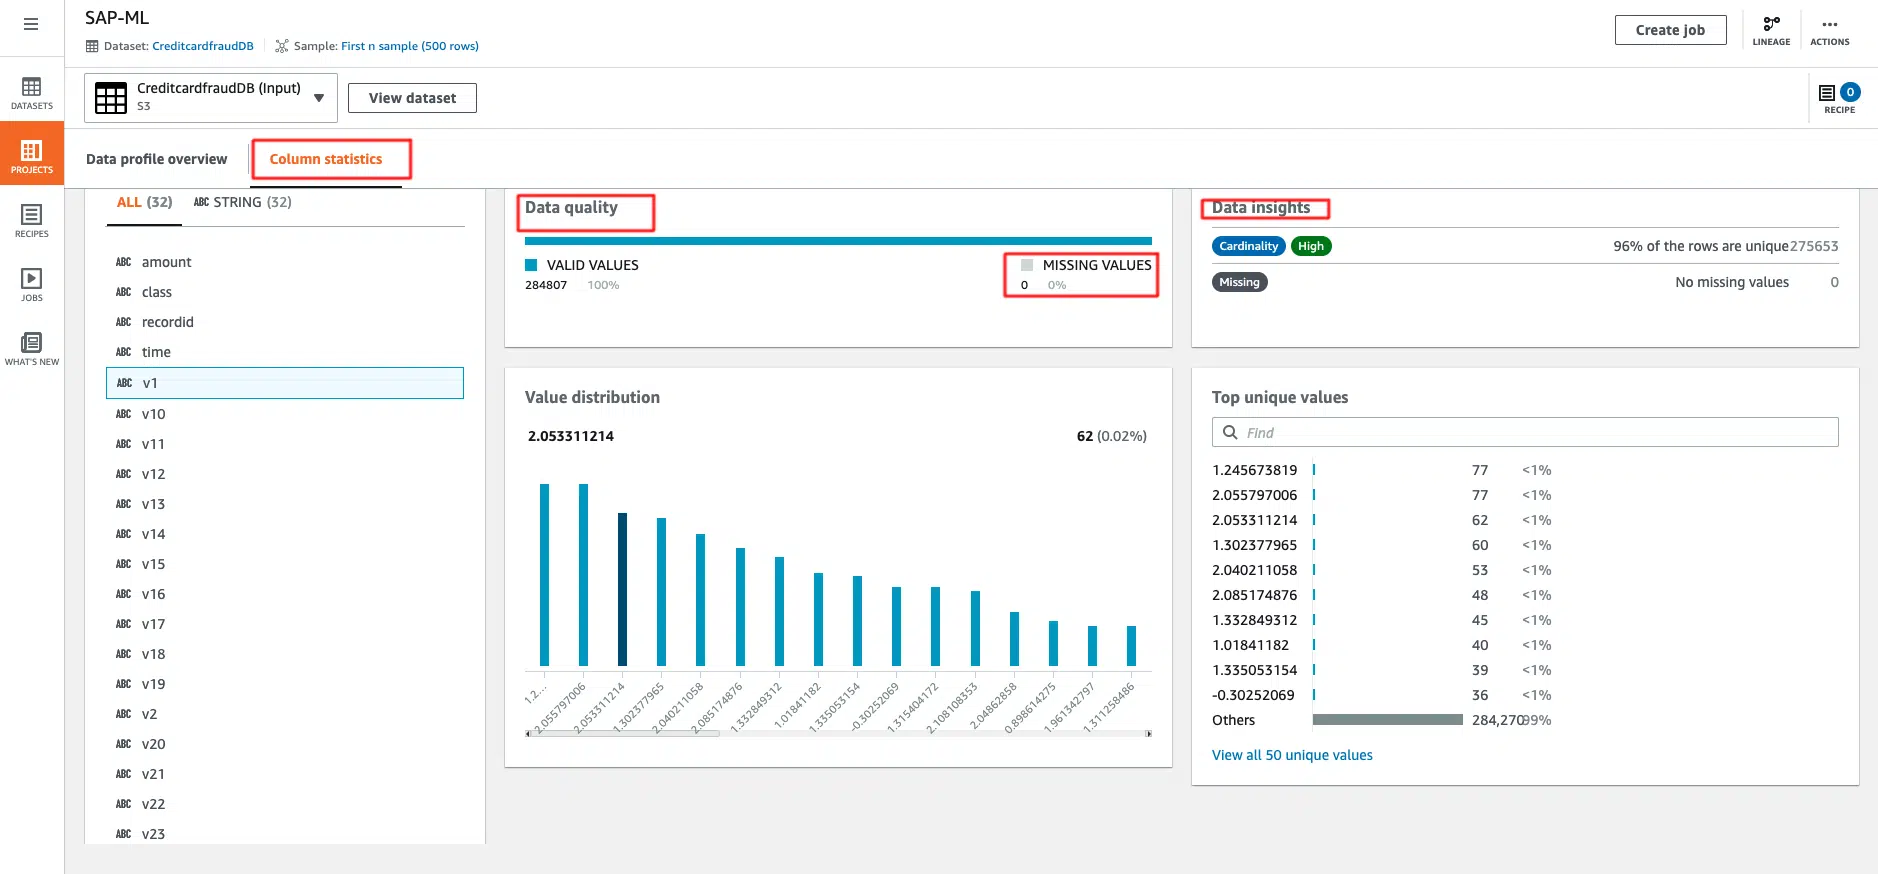 SAP-ML
Dataset: CreditcardfraudDB
Sample: First n sample (500 rows)
Create job
LINEAGE
ACTIONS
CreditcardfraudDB (Input)
S3
View dataset
0
RECIPE
DATASETS
PROJECTS
RECIPES
JOBS
WHAT'S NEW
Data profile overview
Column statistics
ALL (32)
ABC STRING (32)
ABC amount
ABC class
ABC recordid
ABC time
ABC v1
ABC v10
ABC v11
ABC v12
ABC v13
ABC v14
ABC v15
ABC v16
ABC v17
ABC v18
ABC v19
ABC v2
ABC v20
ABC v21
ABC v22
ABC v23
Data quality
VALID VALUES
284807 100%
MISSING VALUES
0 0%
Data insights
Cardinality High 96% of the rows are unique 275653
Missing No missing values 0
Value distribution
2.053311214 62 (0.02%)
1.2...
2.055797006
2.053311214
1.302377965
2.040211058
2.085174876
1.332849312
1.01841182
1.335053154
-0.30252069
1.315404172
2.108108353
2.04862858
0.898614275
1.961342797
1.311258486
Top unique values
Find
1.245673819 77 <1%
2.055797006 77 <1%
2.053311214 62 <1%
1.302377965 60 <1%
2.040211058 53 <1%
2.085174876 48 <1%
1.332849312 45 <1%
1.01841182 40 <1%
1.335053154 39 <1%
-0.30252069 36 <1%
Others 284,270 99%
View all 50 unique values